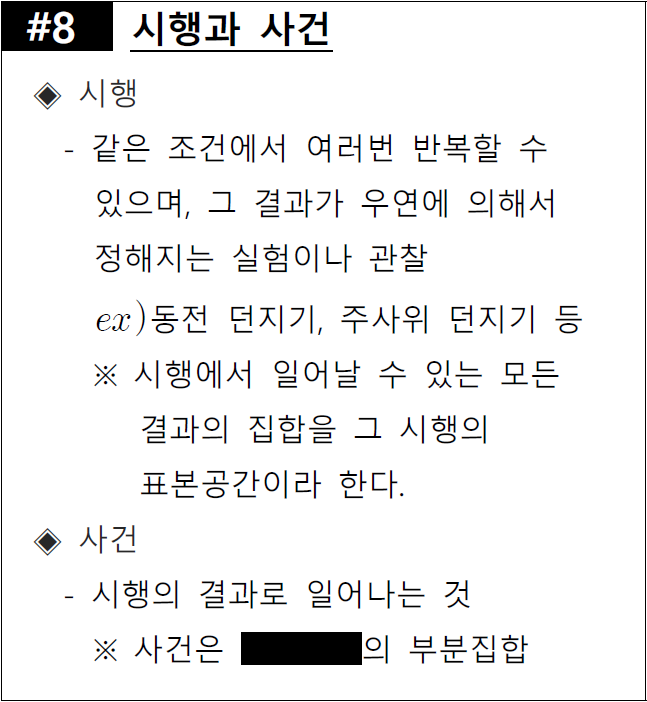 #8 시행과 사건
◈ 시행
- 같은 조건에서 여러번 반복할 수
있으며, 그 결과가 우연에 의해서
정해지는 실험이나 관찰
ex)동전 던지기, 주사위 던지기 등
※ 시행에서 일어날 수 있는 모든
결과의 집합을 그 시행의
표본공간이라 한다.
◈ 사건
- 시행의 결과로 일어나는 것
※ 사건은 의 부분집합